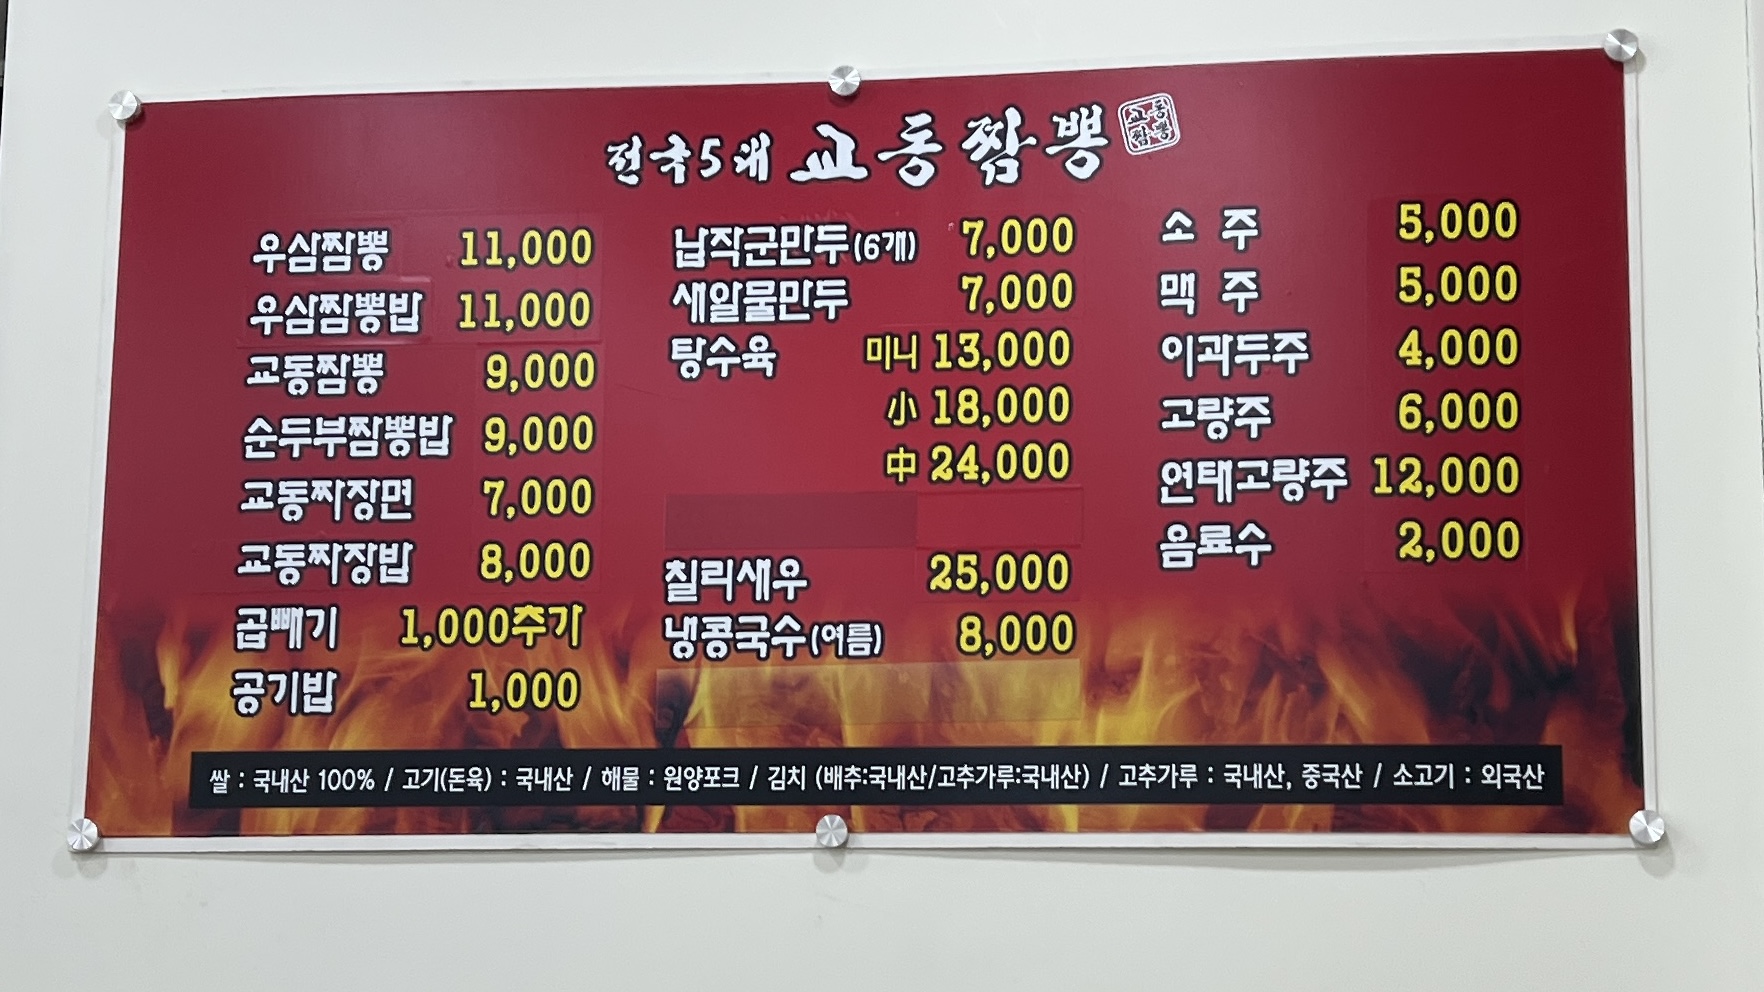 전국5대 교동짬뽕
교동
짬뽕
우삼짬뽕 11,000
우삼짬뽕밥 11,000
교동짬뽕 9,000
순두부짬뽕밥 9,000
교동짜장면 7,000
교동짜장밥 8,000
곱빼기 1,000추가
공기밥 1,000
납작군만두(6개) 7,000
새알물만두 7,000
탕수육 미니 13,000
小 18,000
中 24,000
칠리새우 25,000
냉콩국수(여름) 8,000
소 주 5,000
맥 주 5,000
이과두주 4,000
고량주 6,000
연태고량주 12,000
음료수 2,000
쌀 : 국내산 100% / 고기(돈육) : 국내산 / 해물 : 원양포크 / 김치 (배추:국내산/고추가루:국내산) / 고추가루 : 국내산, 중국산 / 소고기 : 외국산